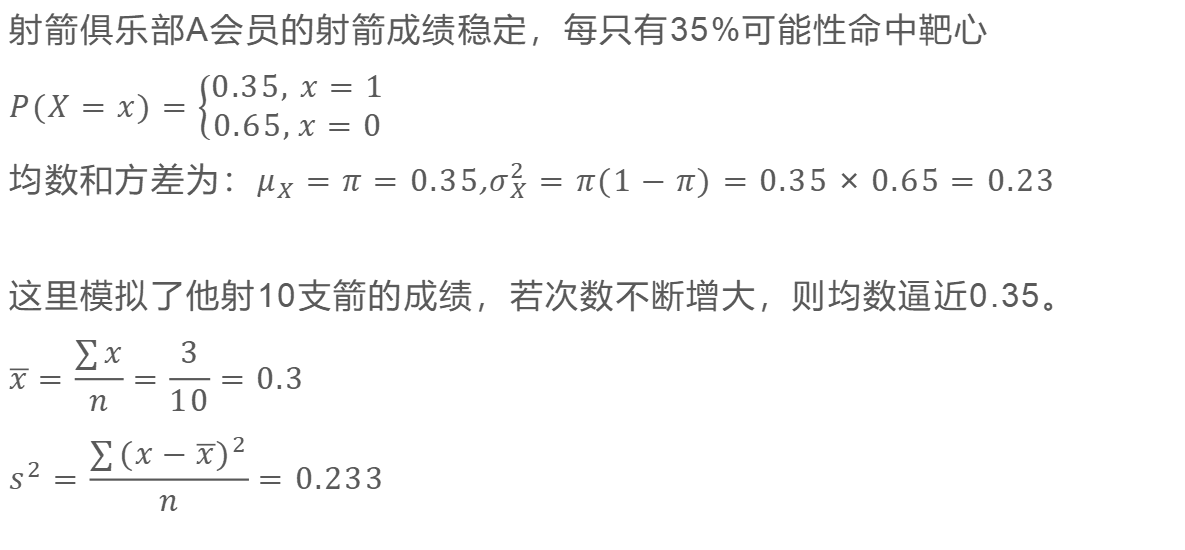 射箭俱乐部A会员的射箭成绩稳定，每只有35%可能性命中靶心
P(X = x) = {0.35, x = 1
0.65, x = 0
均数和方差为：μ_X = π = 0.35,σ_X^2 = π(1 − π) = 0.35 × 0.65 = 0.23
这里模拟了他射10支箭的成绩，若次数不断增大，则均数逼近0.35。
x̅ = ∑x/n = 3/10 = 0.3
s^2 = ∑(x − x̅)^2/n = 0.233